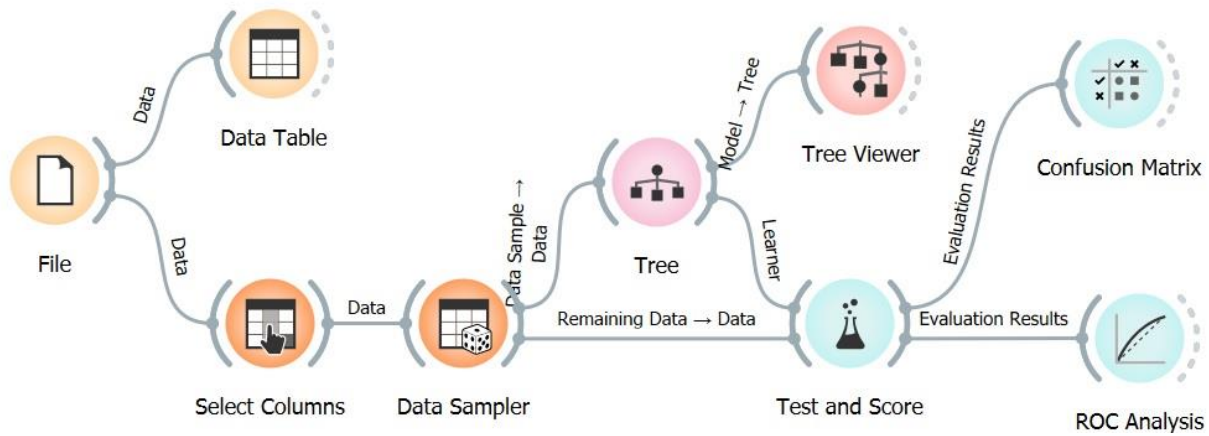 Data
Data Table
Data
File
Select Columns
Data
Data Sampler
Data Sample →
Data
Remaining Data → Data
Tree
Model → Tree
Tree Viewer
Learner
Test and Score
Evaluation Results
Confusion Matrix
Evaluation Results
ROC Analysis